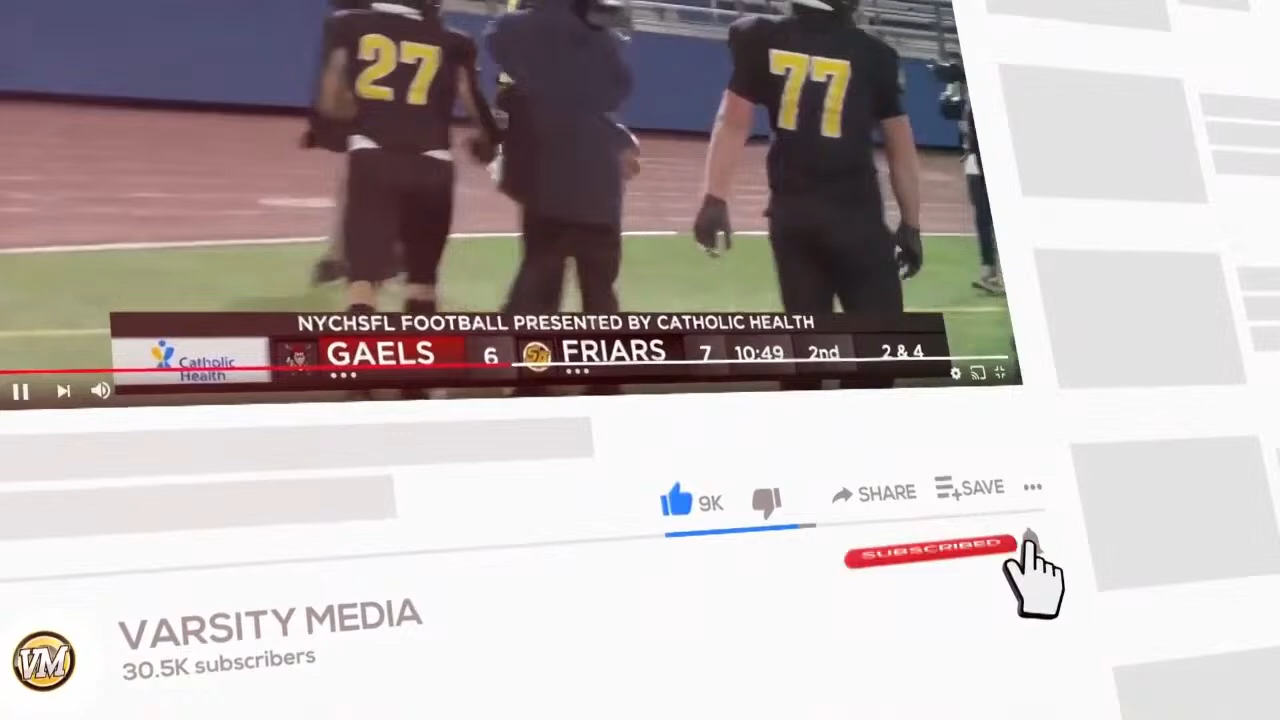 27
77
NYCHSFL FOOTBALL PRESENTED BY CATHOLIC HEALTH
Catholic Health GAELS 6 FRIARS 7 10:49 2nd 2 & 4
9K SHARE SAVE
SUBSCRIBED
VARSITY MEDIA
VM 30.5K subscribers